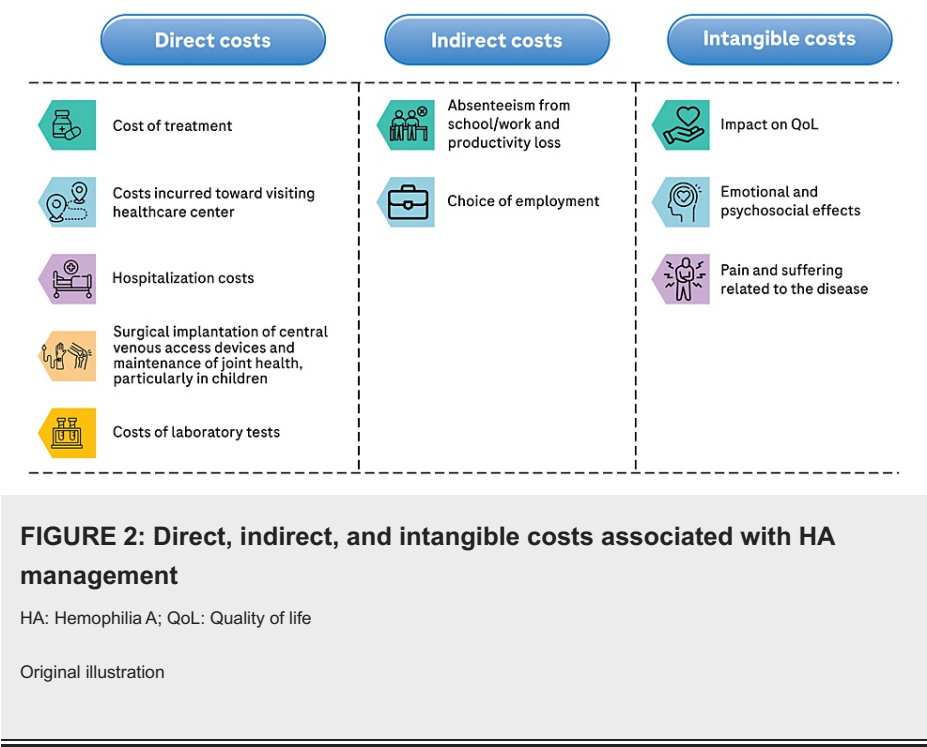 Direct costs
Indirect costs
Intangible costs
Cost of treatment
Costs incurred toward visiting
healthcare center
Hospitalization costs
Surgical implantation of central
venous access devices and
maintenance of joint health,
particularly in children
Costs of laboratory tests
Absenteeism from
school/work and
productivity loss
Choice of employment
Impact on QoL
Emotional and
psychosocial effects
Pain and suffering
related to the disease
FIGURE 2: Direct, indirect, and intangible costs associated with HA
management
HA: Hemophilia A; QoL: Quality of life
Original illustration